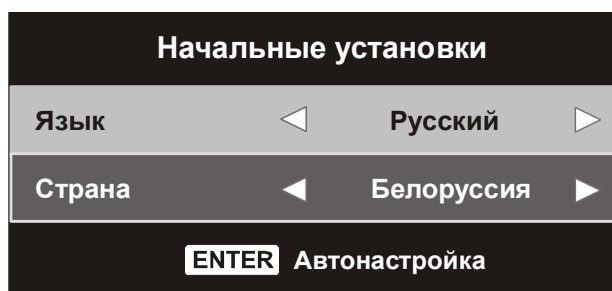 Начальные установки
Язык Русский
Страна Белоруссия
ENTER Автонастройка